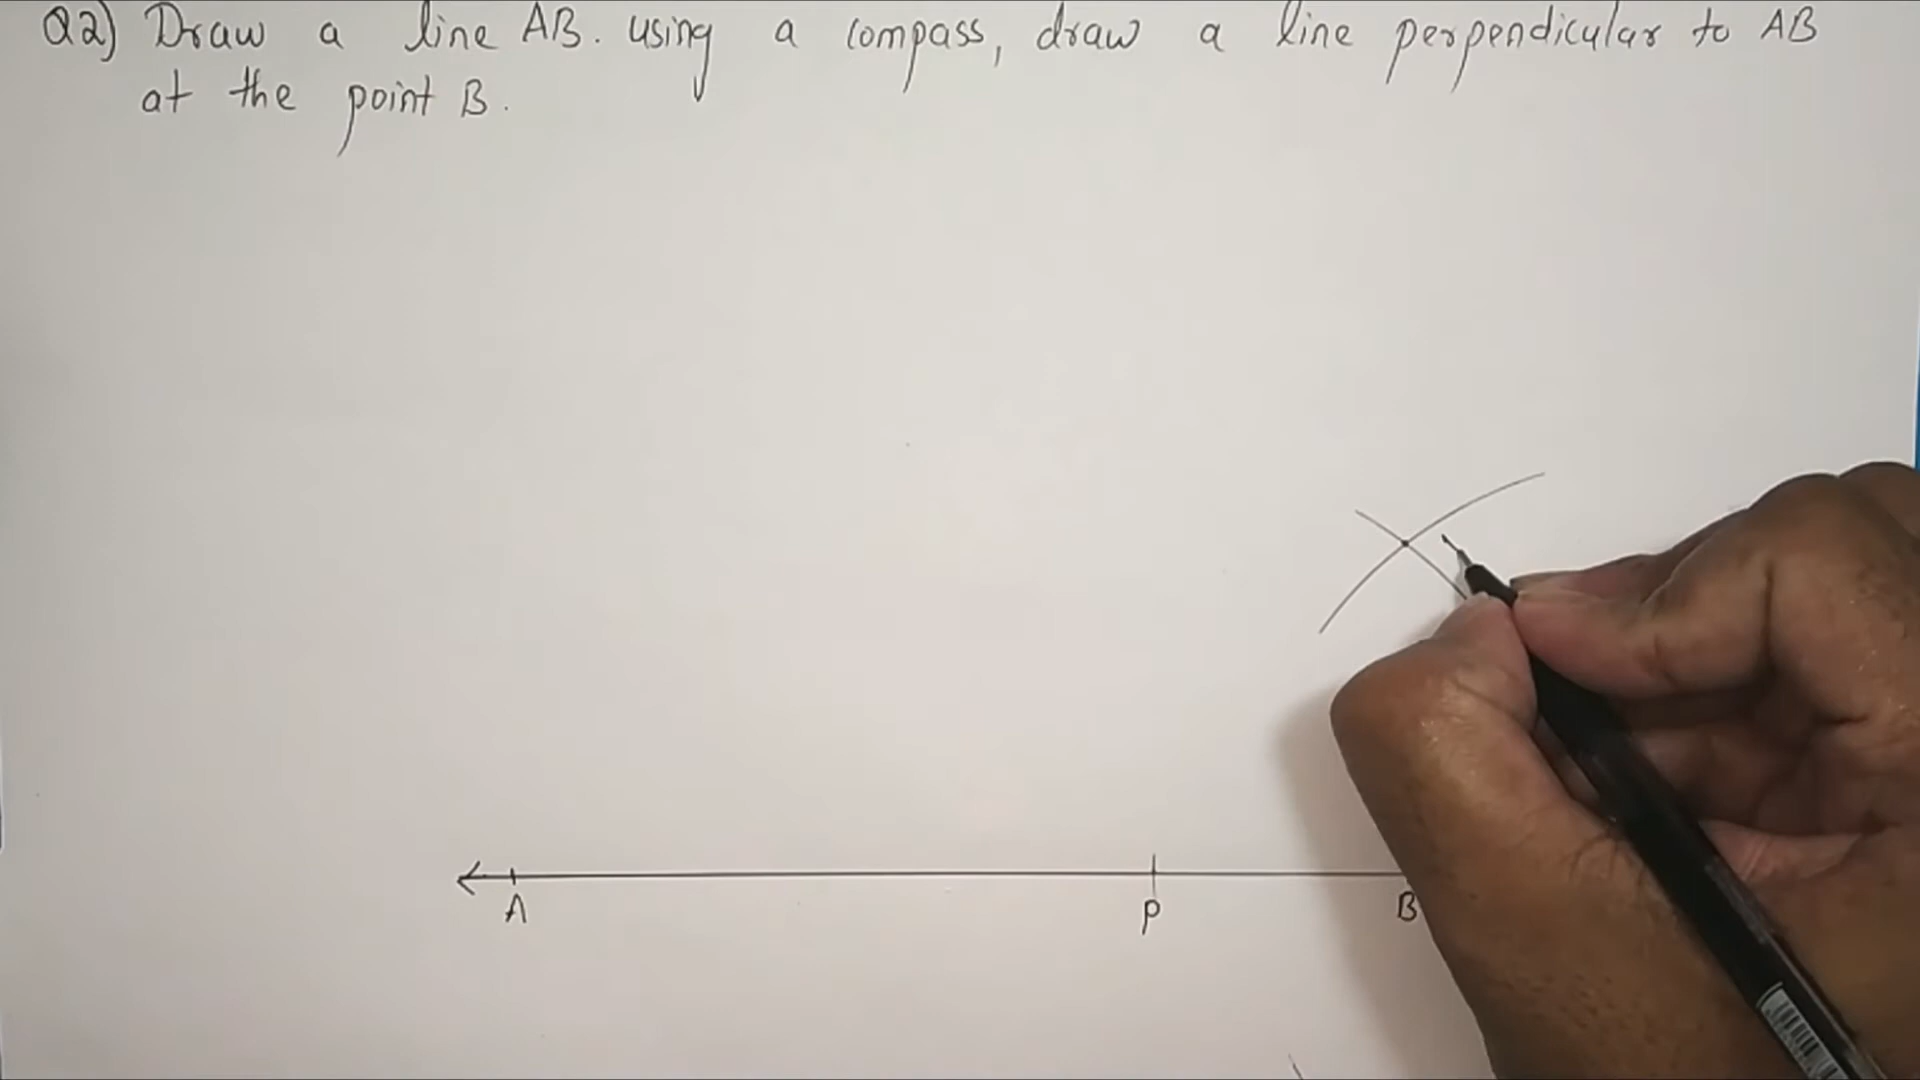 Q2) Draw a line AB. using a compass, draw a line perpendicular to AB
at the point B.
A P B